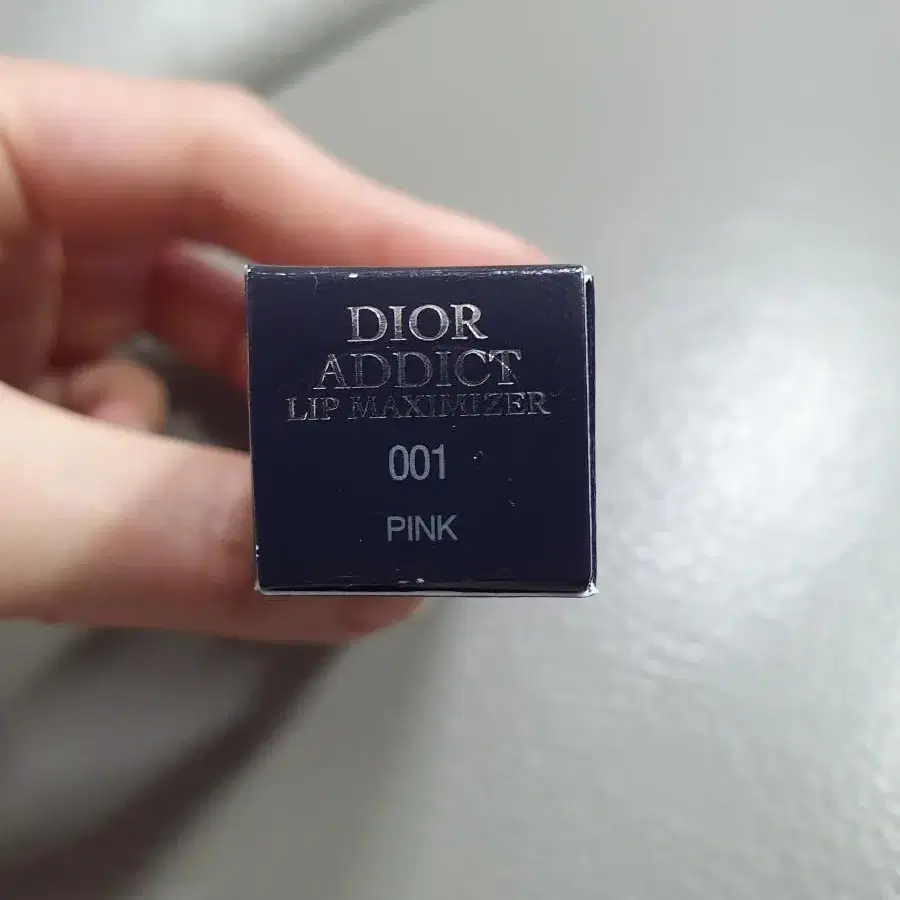 DIOR
ADDICT
LIP MAXIMIZER
001
PINK